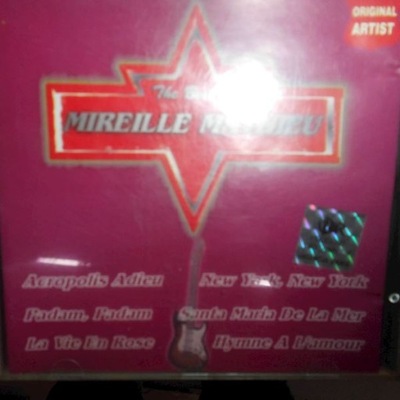 ORIGINAL
ARTIST
The
MIREILLE MATHIEU
Acropolis Adieu New York, New York
Padam, Padam Santa Maria De La Mer
La Vie En Rose Hymne A L'amour